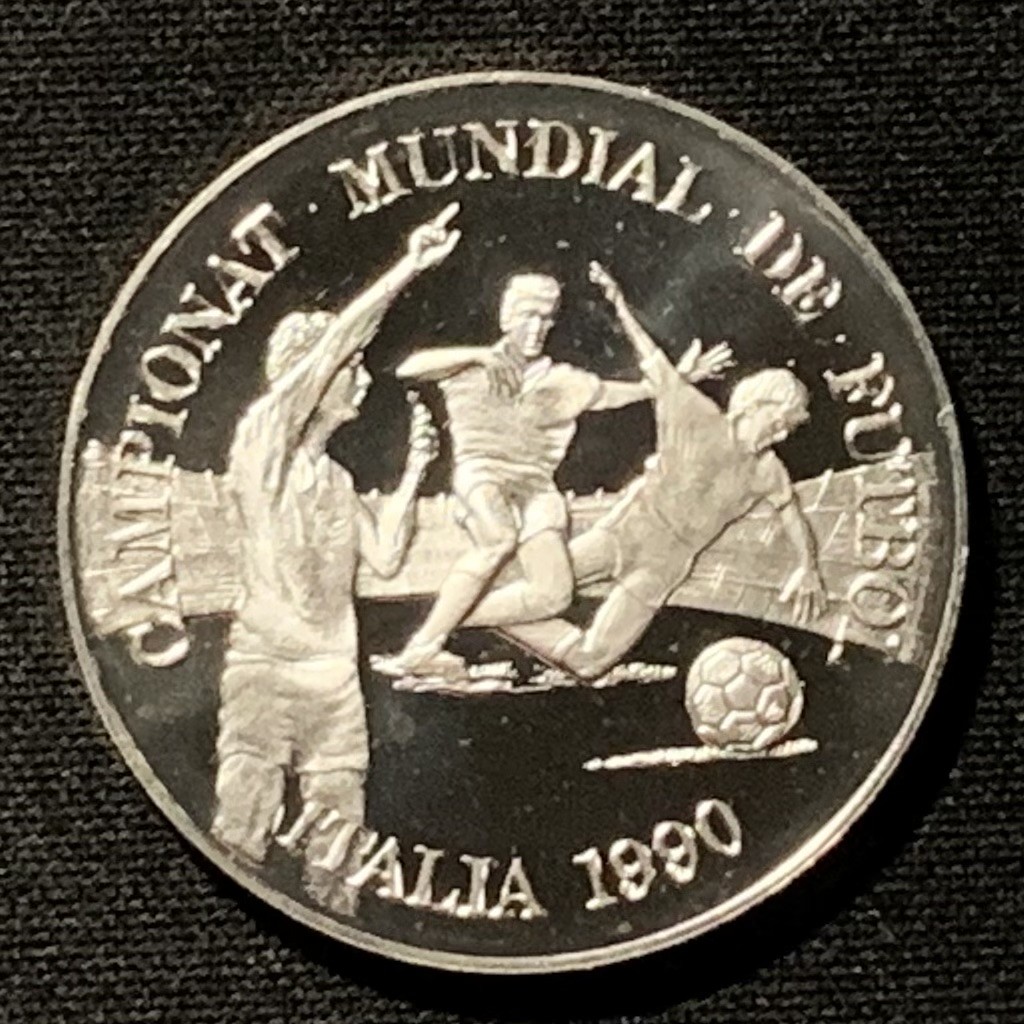 CAMPIONAT · MUNDIAL · DE · FUTBOL
ITALIA 1990